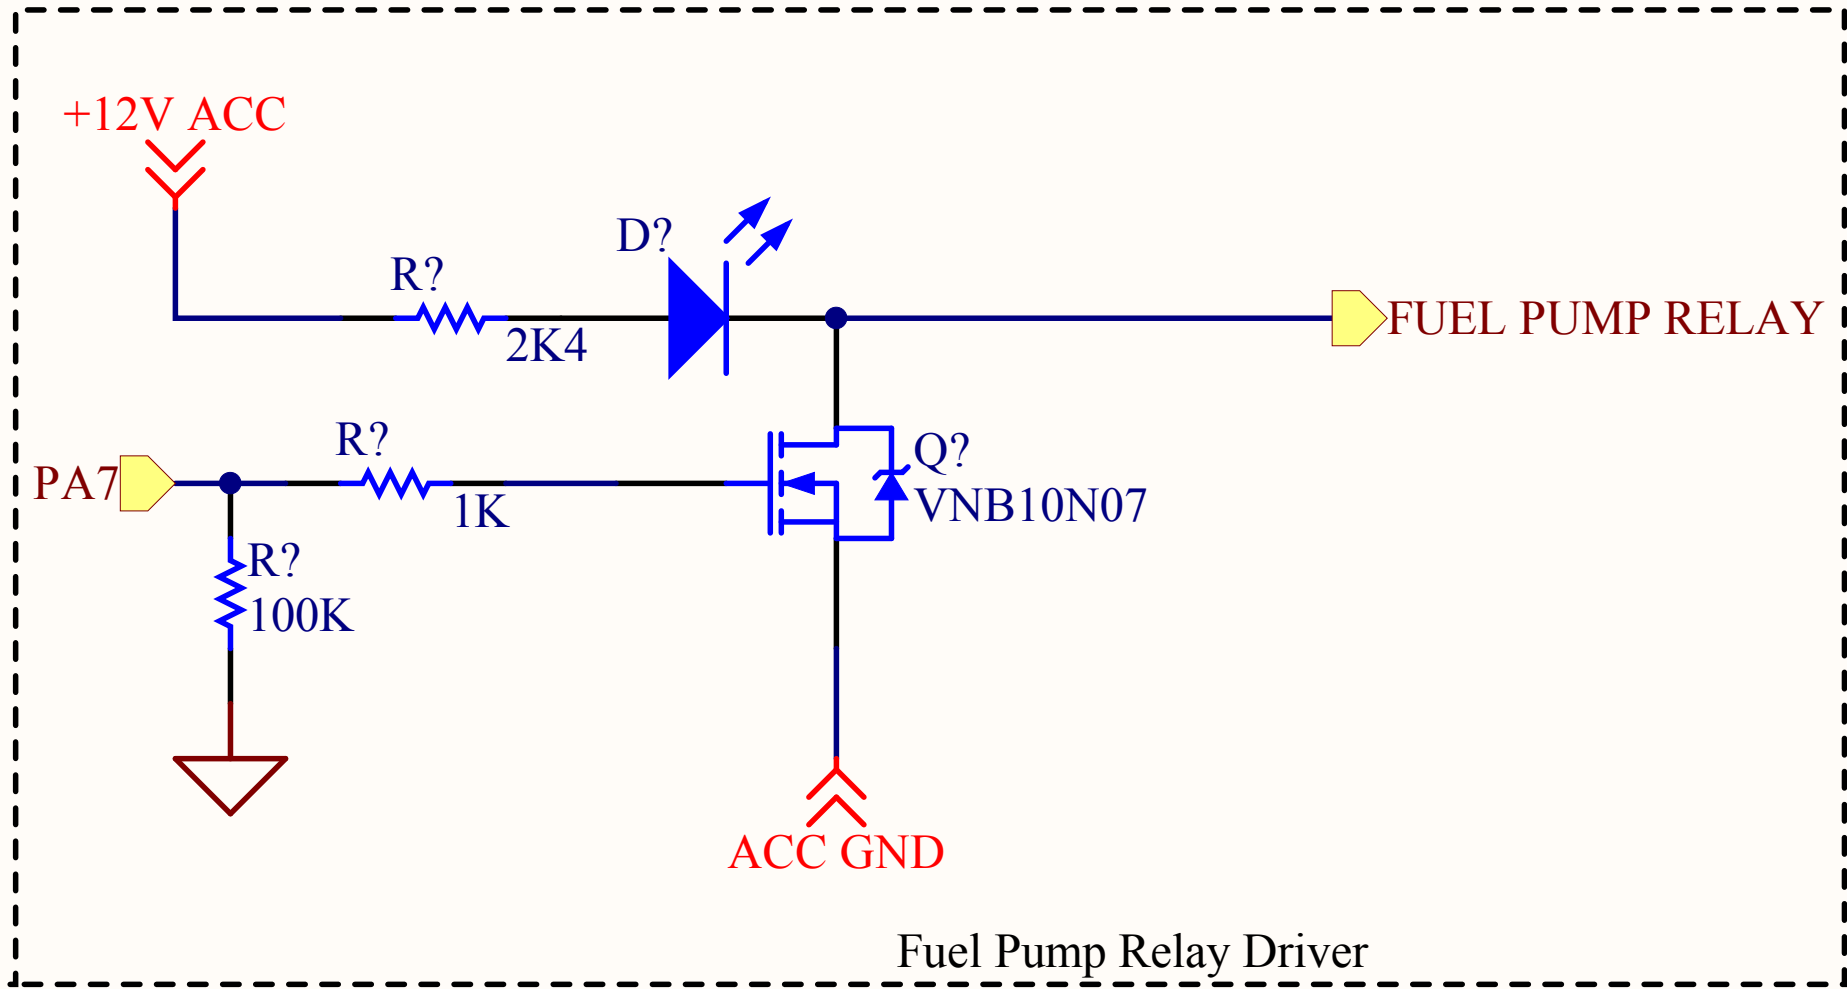 +12V ACC
D?
R?
2K4
FUEL PUMP RELAY
R?
PA7
1K
Q?
VNB10N07
R?
100K
ACC GND
Fuel Pump Relay Driver